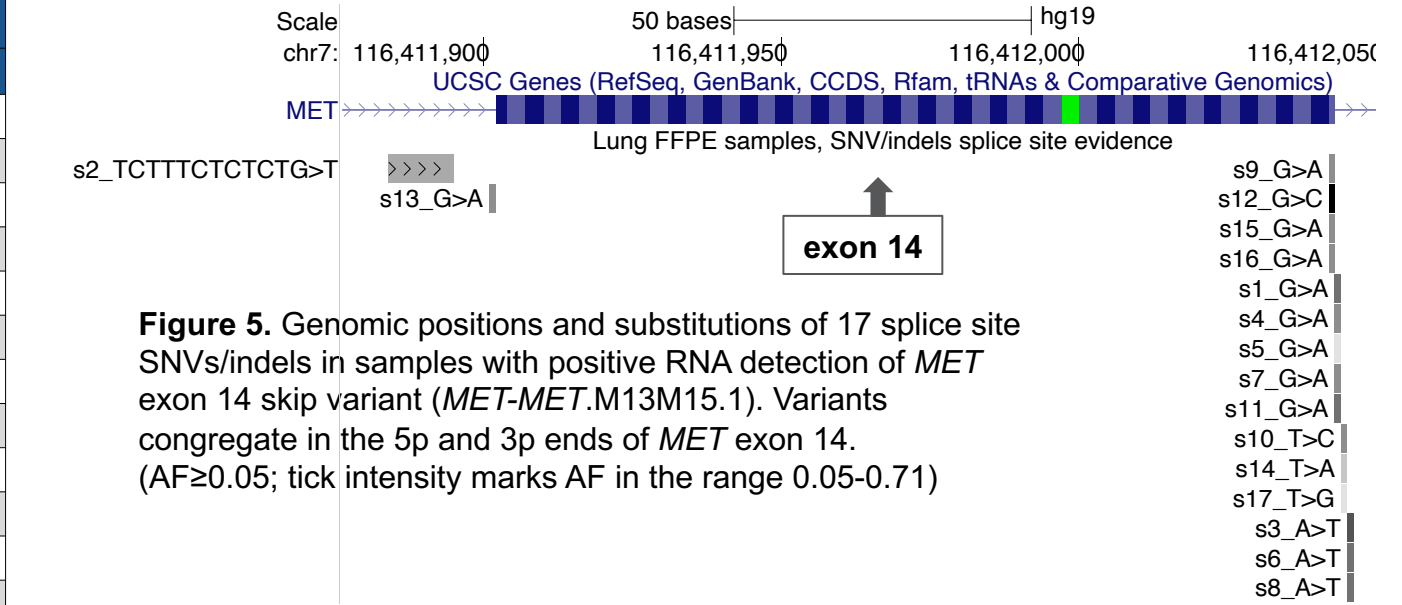 Scale 50 bases hg19
chr7: 116,411,900 116,411,950 116,412,000 116,412,050
UCSC Genes (RefSeq, GenBank, CCDS, Rfam, tRNAs & Comparative Genomics)
MET
Lung FFPE samples, SNV/indels splice site evidence
s2_TCTTTCTCTCTG>T s9_G>A
s13_G>A s12_G>C
s15_G>A
exon 14
s16_G>A
s1_G>A
Figure 5. Genomic positions and substitutions of 17 splice site
s4_G>A
SNVs/indels in samples with positive RNA detection of MET
s5_G>A
s7_G>A
exon 14 skip variant (MET-MET.M13M15.1). Variants
s11_G>A
congregate in the 5p and 3p ends of MET exon 14.
s10_T>C
(AF≥0.05; tick intensity marks AF in the range 0.05-0.71)
s14_T>A
s17_T>G
s3_A>T
s6_A>T
s8_A>T